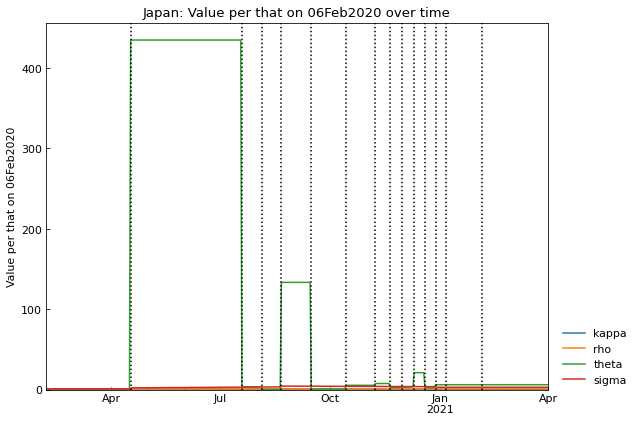 Japan: Value per that on 06Feb2020 over time
Value per that on 06Feb2020
400
300
200
100
0
Apr
Jul
Oct
Jan
2021
Apr
kappa
rho
theta
sigma